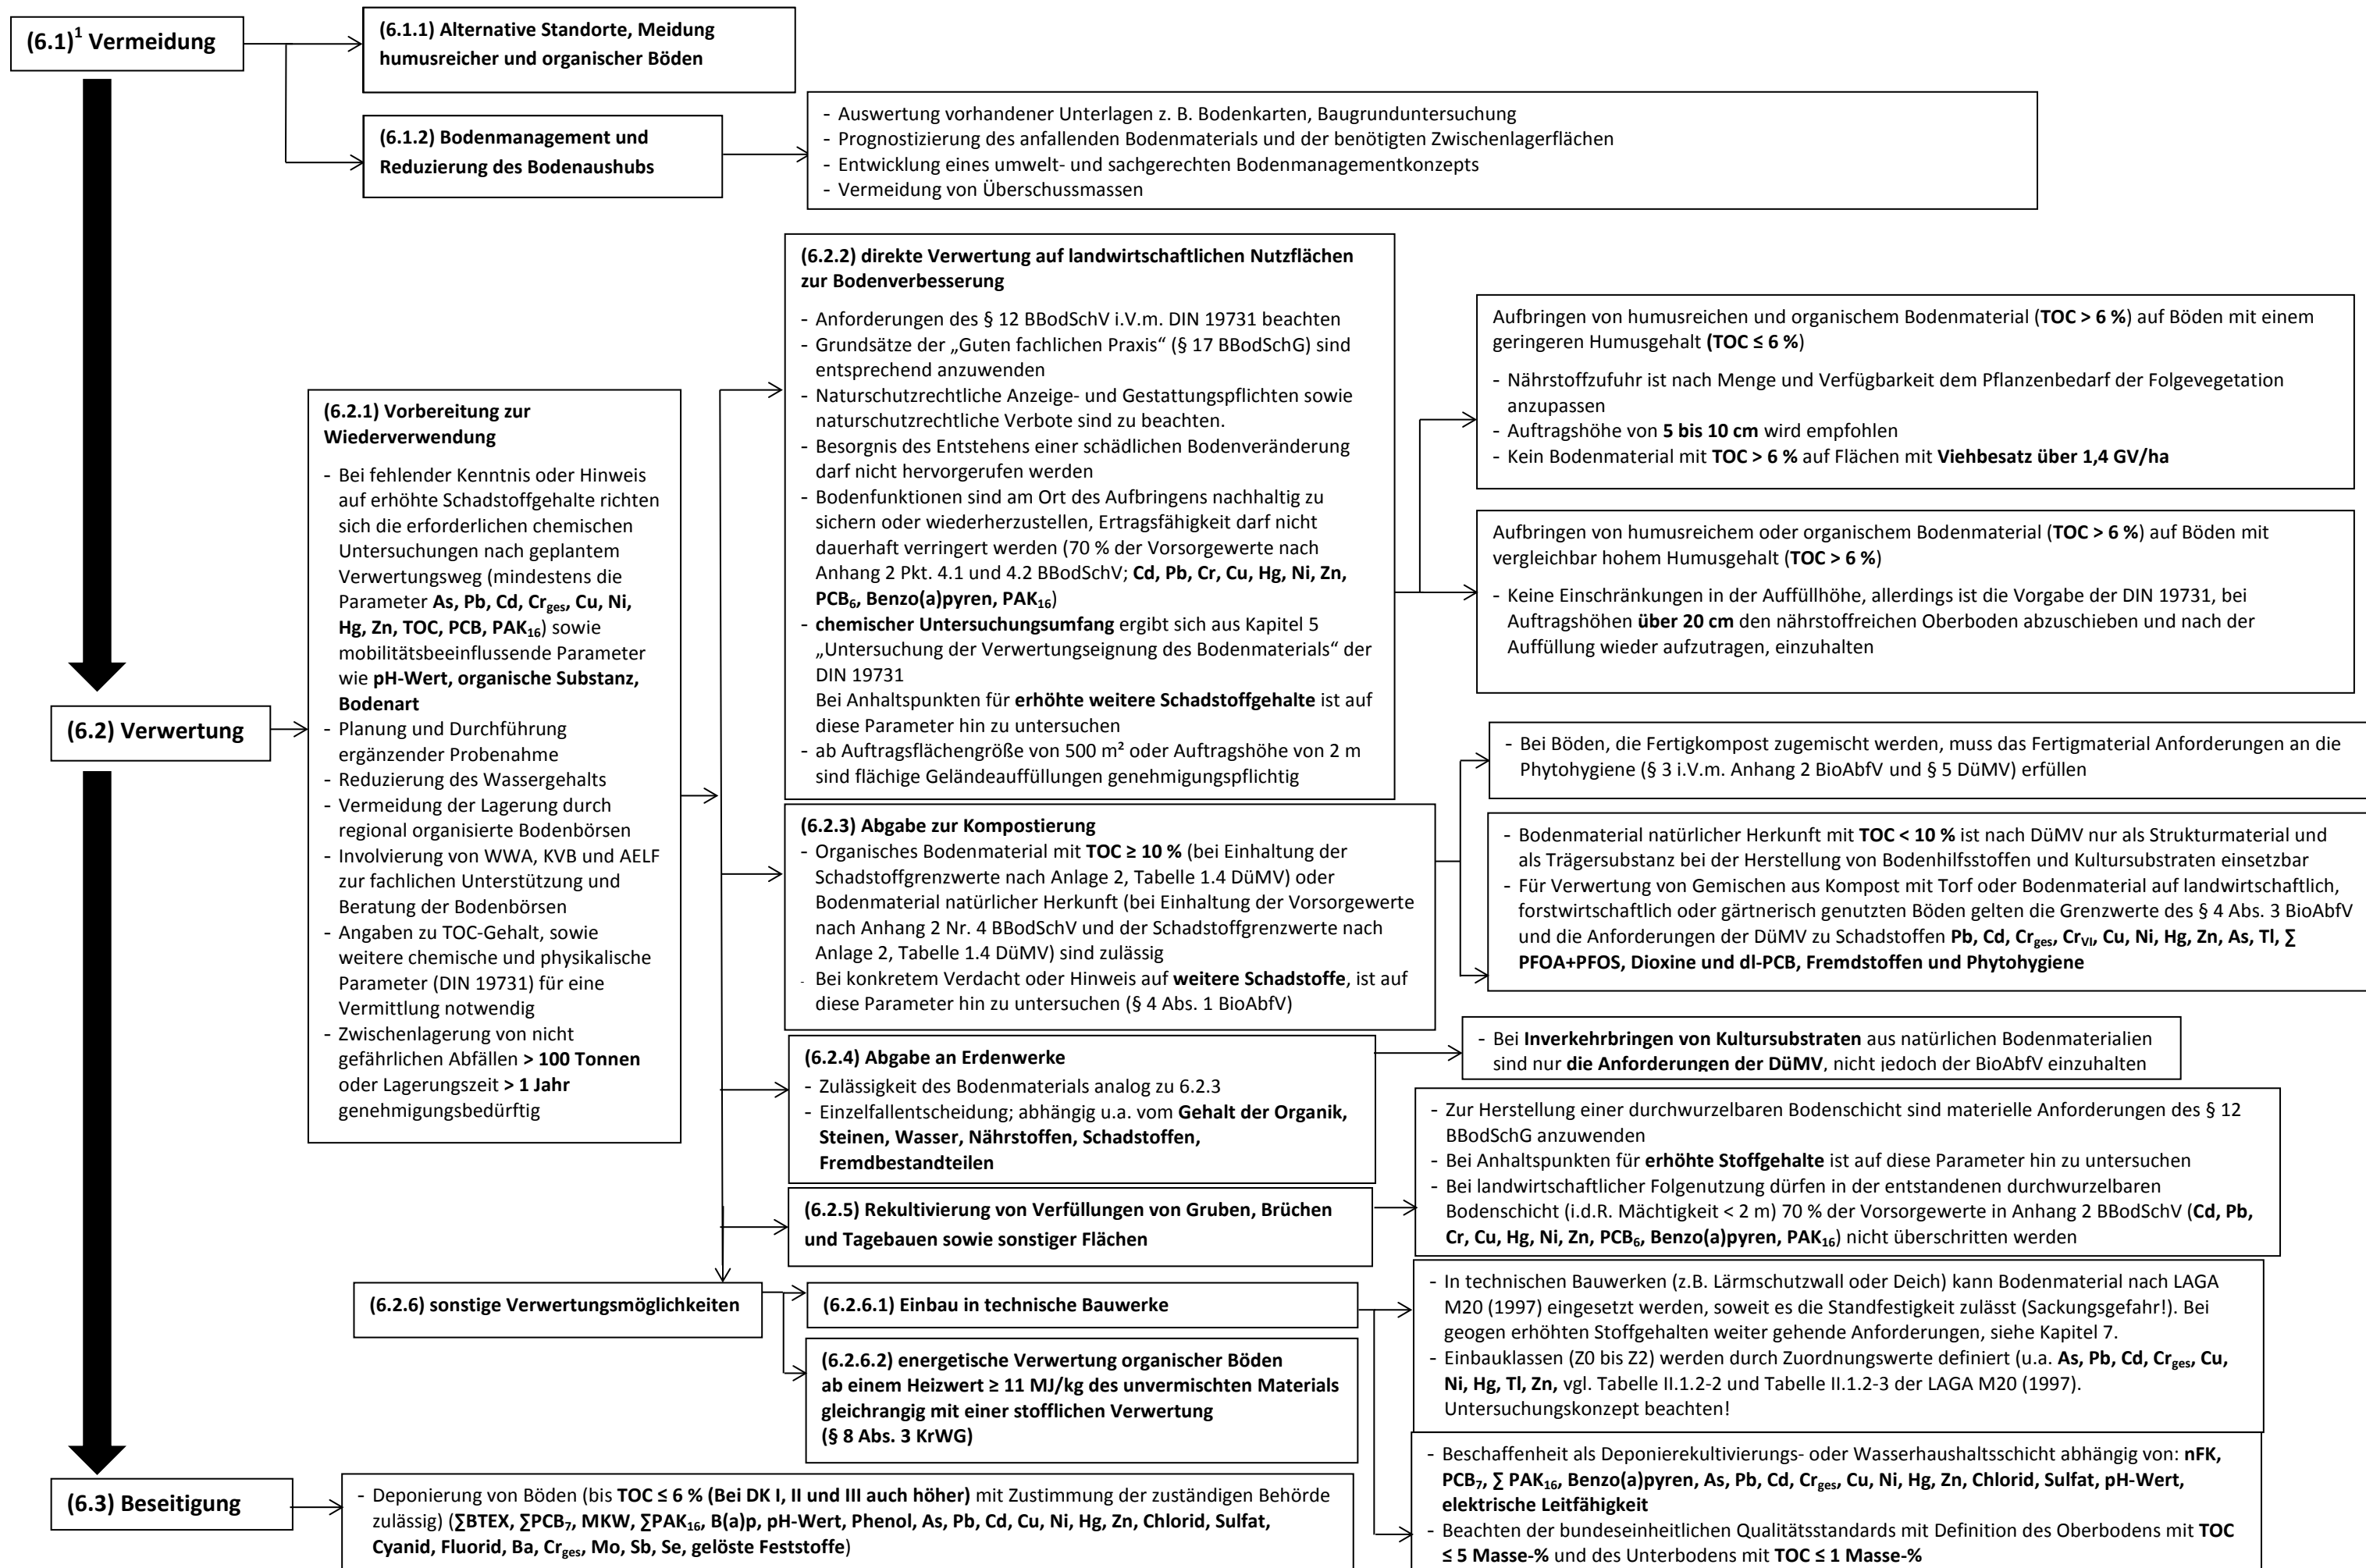 (6.1)¹ Vermeidung
(6.1.1) Alternative Standorte, Meidung
humusreicher und organischer Böden
(6.1.2) Bodenmanagement und
Reduzierung des Bodenaushubs
- Auswertung vorhandener Unterlagen z. B. Bodenkarten, Baugrunduntersuchung
- Prognostizierung des anfallenden Bodenmaterials und der benötigten Zwischenlagerflächen
- Entwicklung eines umwelt- und sachgerechten Bodenmanagementkonzepts
- Vermeidung von Überschussmassen
(6.2) Verwertung
(6.2.1) Vorbereitung zur
Wiederverwendung
- Bei fehlender Kenntnis oder Hinweis
auf erhöhte Schadstoffgehalte richten
sich die erforderlichen chemischen
Untersuchungen nach geplantem
Verwertungsweg (mindestens die
Parameter As, Pb, Cd, Cr_ges, Cu, Ni,
Hg, Zn, TOC, PCB, PAK₁₆) sowie
mobilitätsbeeinflussende Parameter
wie pH-Wert, organische Substanz,
Bodenart
- Planung und Durchführung
ergänzender Probenahme
- Reduzierung des Wassergehalts
- Vermeidung der Lagerung durch
regional organisierte Bodenbörsen
- Involvierung von WWA, KVB und AELF
zur fachlichen Unterstützung und
Beratung der Bodenbörsen
- Angaben zu TOC-Gehalt, sowie
weitere chemische und physikalische
Parameter (DIN 19731) für eine
Vermittlung notwendig
- Zwischenlagerung von nicht
gefährlichen Abfällen > 100 Tonnen
oder Lagerungszeit > 1 Jahr
genehmigungsbedürftig
(6.2.2) direkte Verwertung auf landwirtschaftlichen Nutzflächen
zur Bodenverbesserung
- Anforderungen des § 12 BBodSchV i.V.m. DIN 19731 beachten
- Grundsätze der „Guten fachlichen Praxis“ (§ 17 BBodSchG) sind
entsprechend anzuwenden
- Naturschutzrechtliche Anzeige- und Gestattungspflichten sowie
naturschutzrechtliche Verbote sind zu beachten.
- Besorgnis des Entstehens einer schädlichen Bodenveränderung
darf nicht hervorgerufen werden
- Bodenfunktionen sind am Ort des Aufbringens nachhaltig zu
sichern oder wiederherzustellen, Ertragsfähigkeit darf nicht
dauerhaft verringert werden (70 % der Vorsorgewerte nach
Anhang 2 Pkt. 4.1 und 4.2 BBodSchV; Cd, Pb, Cr, Cu, Hg, Ni, Zn,
PCB₆, Benzo(a)pyren, PAK₁₆)
- chemischer Untersuchungsumfang ergibt sich aus Kapitel 5
„Untersuchung der Verwertungseignung des Bodenmaterials“ der
DIN 19731
Bei Anhaltspunkten für erhöhte weitere Schadstoffgehalte ist auf
diese Parameter hin zu untersuchen
- ab Auftragsflächengröße von 500 m² oder Auftragshöhe von 2 m
sind flächige Geländeauffüllungen genehmigungspflichtig
Aufbringen von humusreichen und organischem Bodenmaterial (TOC > 6 %) auf Böden mit einem
geringeren Humusgehalt (TOC ≤ 6 %)
- Nährstoffzufuhr ist nach Menge und Verfügbarkeit dem Pflanzenbedarf der Folgevegetation
anzupassen
- Auftragshöhe von 5 bis 10 cm wird empfohlen
- Kein Bodenmaterial mit TOC > 6 % auf Flächen mit Viehbesatz über 1,4 GV/ha
Aufbringen von humusreichem oder organischem Bodenmaterial (TOC > 6 %) auf Böden mit
vergleichbar hohem Humusgehalt (TOC > 6 %)
- Keine Einschränkungen in der Auffüllhöhe, allerdings ist die Vorgabe der DIN 19731, bei
Auftragshöhen über 20 cm den nährstoffreichen Oberboden abzuschieben und nach der
Auffüllung wieder aufzutragen, einzuhalten
(6.2.3) Abgabe zur Kompostierung
- Organisches Bodenmaterial mit TOC ≥ 10 % (bei Einhaltung der
Schadstoffgrenzwerte nach Anlage 2, Tabelle 1.4 DüMV) oder
Bodenmaterial natürlicher Herkunft (bei Einhaltung der Vorsorgewerte
nach Anhang 2 Nr. 4 BBodSchV und der Schadstoffgrenzwerte nach
Anlage 2, Tabelle 1.4 DüMV) sind zulässig
- Bei konkretem Verdacht oder Hinweis auf weitere Schadstoffe, ist auf
diese Parameter hin zu untersuchen (§ 4 Abs. 1 BioAbfV)
- Bei Böden, die Fertigkompost zugemischt werden, muss das Fertigmaterial Anforderungen an die
Phytohygiene (§ 3 i.V.m. Anhang 2 BioAbfV und § 5 DüMV) erfüllen
- Bodenmaterial natürlicher Herkunft mit TOC < 10 % ist nach DüMV nur als Strukturmaterial und
als Trägersubstanz bei der Herstellung von Bodenhilfsstoffen und Kultursubstraten einsetzbar
- Für Verwertung von Gemischen aus Kompost mit Torf oder Bodenmaterial auf landwirtschaftlich,
forstwirtschaftlich oder gärtnerisch genutzten Böden gelten die Grenzwerte des § 4 Abs. 3 BioAbfV
und die Anforderungen der DüMV zu Schadstoffen Pb, Cd, Cr_ges, Cr_VI, Cu, Ni, Hg, Zn, As, Tl, ∑
PFOA+PFOS, Dioxine und dl-PCB, Fremdstoffen und Phytohygiene
(6.2.4) Abgabe an Erdenwerke
- Zulässigkeit des Bodenmaterials analog zu 6.2.3
- Einzelfallentscheidung; abhängig u.a. vom Gehalt der Organik,
Steinen, Wasser, Nährstoffen, Schadstoffen,
Fremdbestandteilen
- Bei Inverkehrbringen von Kultursubstraten aus natürlichen Bodenmaterialien
sind nur die Anforderungen der DüMV, nicht jedoch der BioAbfV einzuhalten
(6.2.5) Rekultivierung von Verfüllungen von Gruben, Brüchen
und Tagebauen sowie sonstiger Flächen
- Zur Herstellung einer durchwurzelbaren Bodenschicht sind materielle Anforderungen des § 12
BBodSchG anzuwenden
- Bei Anhaltspunkten für erhöhte Stoffgehalte ist auf diese Parameter hin zu untersuchen
- Bei landwirtschaftlicher Folgenutzung dürfen in der entstandenen durchwurzelbaren
Bodenschicht (i.d.R. Mächtigkeit < 2 m) 70 % der Vorsorgewerte in Anhang 2 BBodSchV (Cd, Pb,
Cr, Cu, Hg, Ni, Zn, PCB₆, Benzo(a)pyren, PAK₁₆) nicht überschritten werden
(6.2.6) sonstige Verwertungsmöglichkeiten
(6.2.6.1) Einbau in technische Bauwerke
- In technischen Bauwerken (z.B. Lärmschutzwall oder Deich) kann Bodenmaterial nach LAGA
M20 (1997) eingesetzt werden, soweit es die Standfestigkeit zulässt (Sackungsgefahr!). Bei
geogen erhöhten Stoffgehalten weiter gehende Anforderungen, siehe Kapitel 7.
- Einbauklassen (Z0 bis Z2) werden durch Zuordnungswerte definiert (u.a. As, Pb, Cd, Cr_ges, Cu,
Ni, Hg, Tl, Zn, vgl. Tabelle II.1.2-2 und Tabelle II.1.2-3 der LAGA M20 (1997).
Untersuchungskonzept beachten!
(6.2.6.2) energetische Verwertung organischer Böden
ab einem Heizwert ≥ 11 MJ/kg des unvermischten Materials
gleichrangig mit einer stofflichen Verwertung
(§ 8 Abs. 3 KrWG)
- Beschaffenheit als Deponierekultivierungs- oder Wasserhaushaltsschicht abhängig von: nFK,
PCB₇, ∑ PAK₁₆, Benzo(a)pyren, As, Pb, Cd, Cr_ges, Cu, Ni, Hg, Zn, Chlorid, Sulfat, pH-Wert,
elektrische Leitfähigkeit
- Beachten der bundeseinheitlichen Qualitätsstandards mit Definition des Oberbodens mit TOC
≤ 5 Masse-% und des Unterbodens mit TOC ≤ 1 Masse-%
(6.3) Beseitigung
- Deponierung von Böden (bis TOC ≤ 6 % (Bei DK I, II und III auch höher) mit Zustimmung der zuständigen Behörde
zulässig) (∑BTEX, ∑PCB₇, MKW, ∑PAK₁₆, B(a)p, pH-Wert, Phenol, As, Pb, Cd, Cu, Ni, Hg, Zn, Chlorid, Sulfat,
Cyanid, Fluorid, Ba, Cr_ges, Mo, Sb, Se, gelöste Feststoffe)